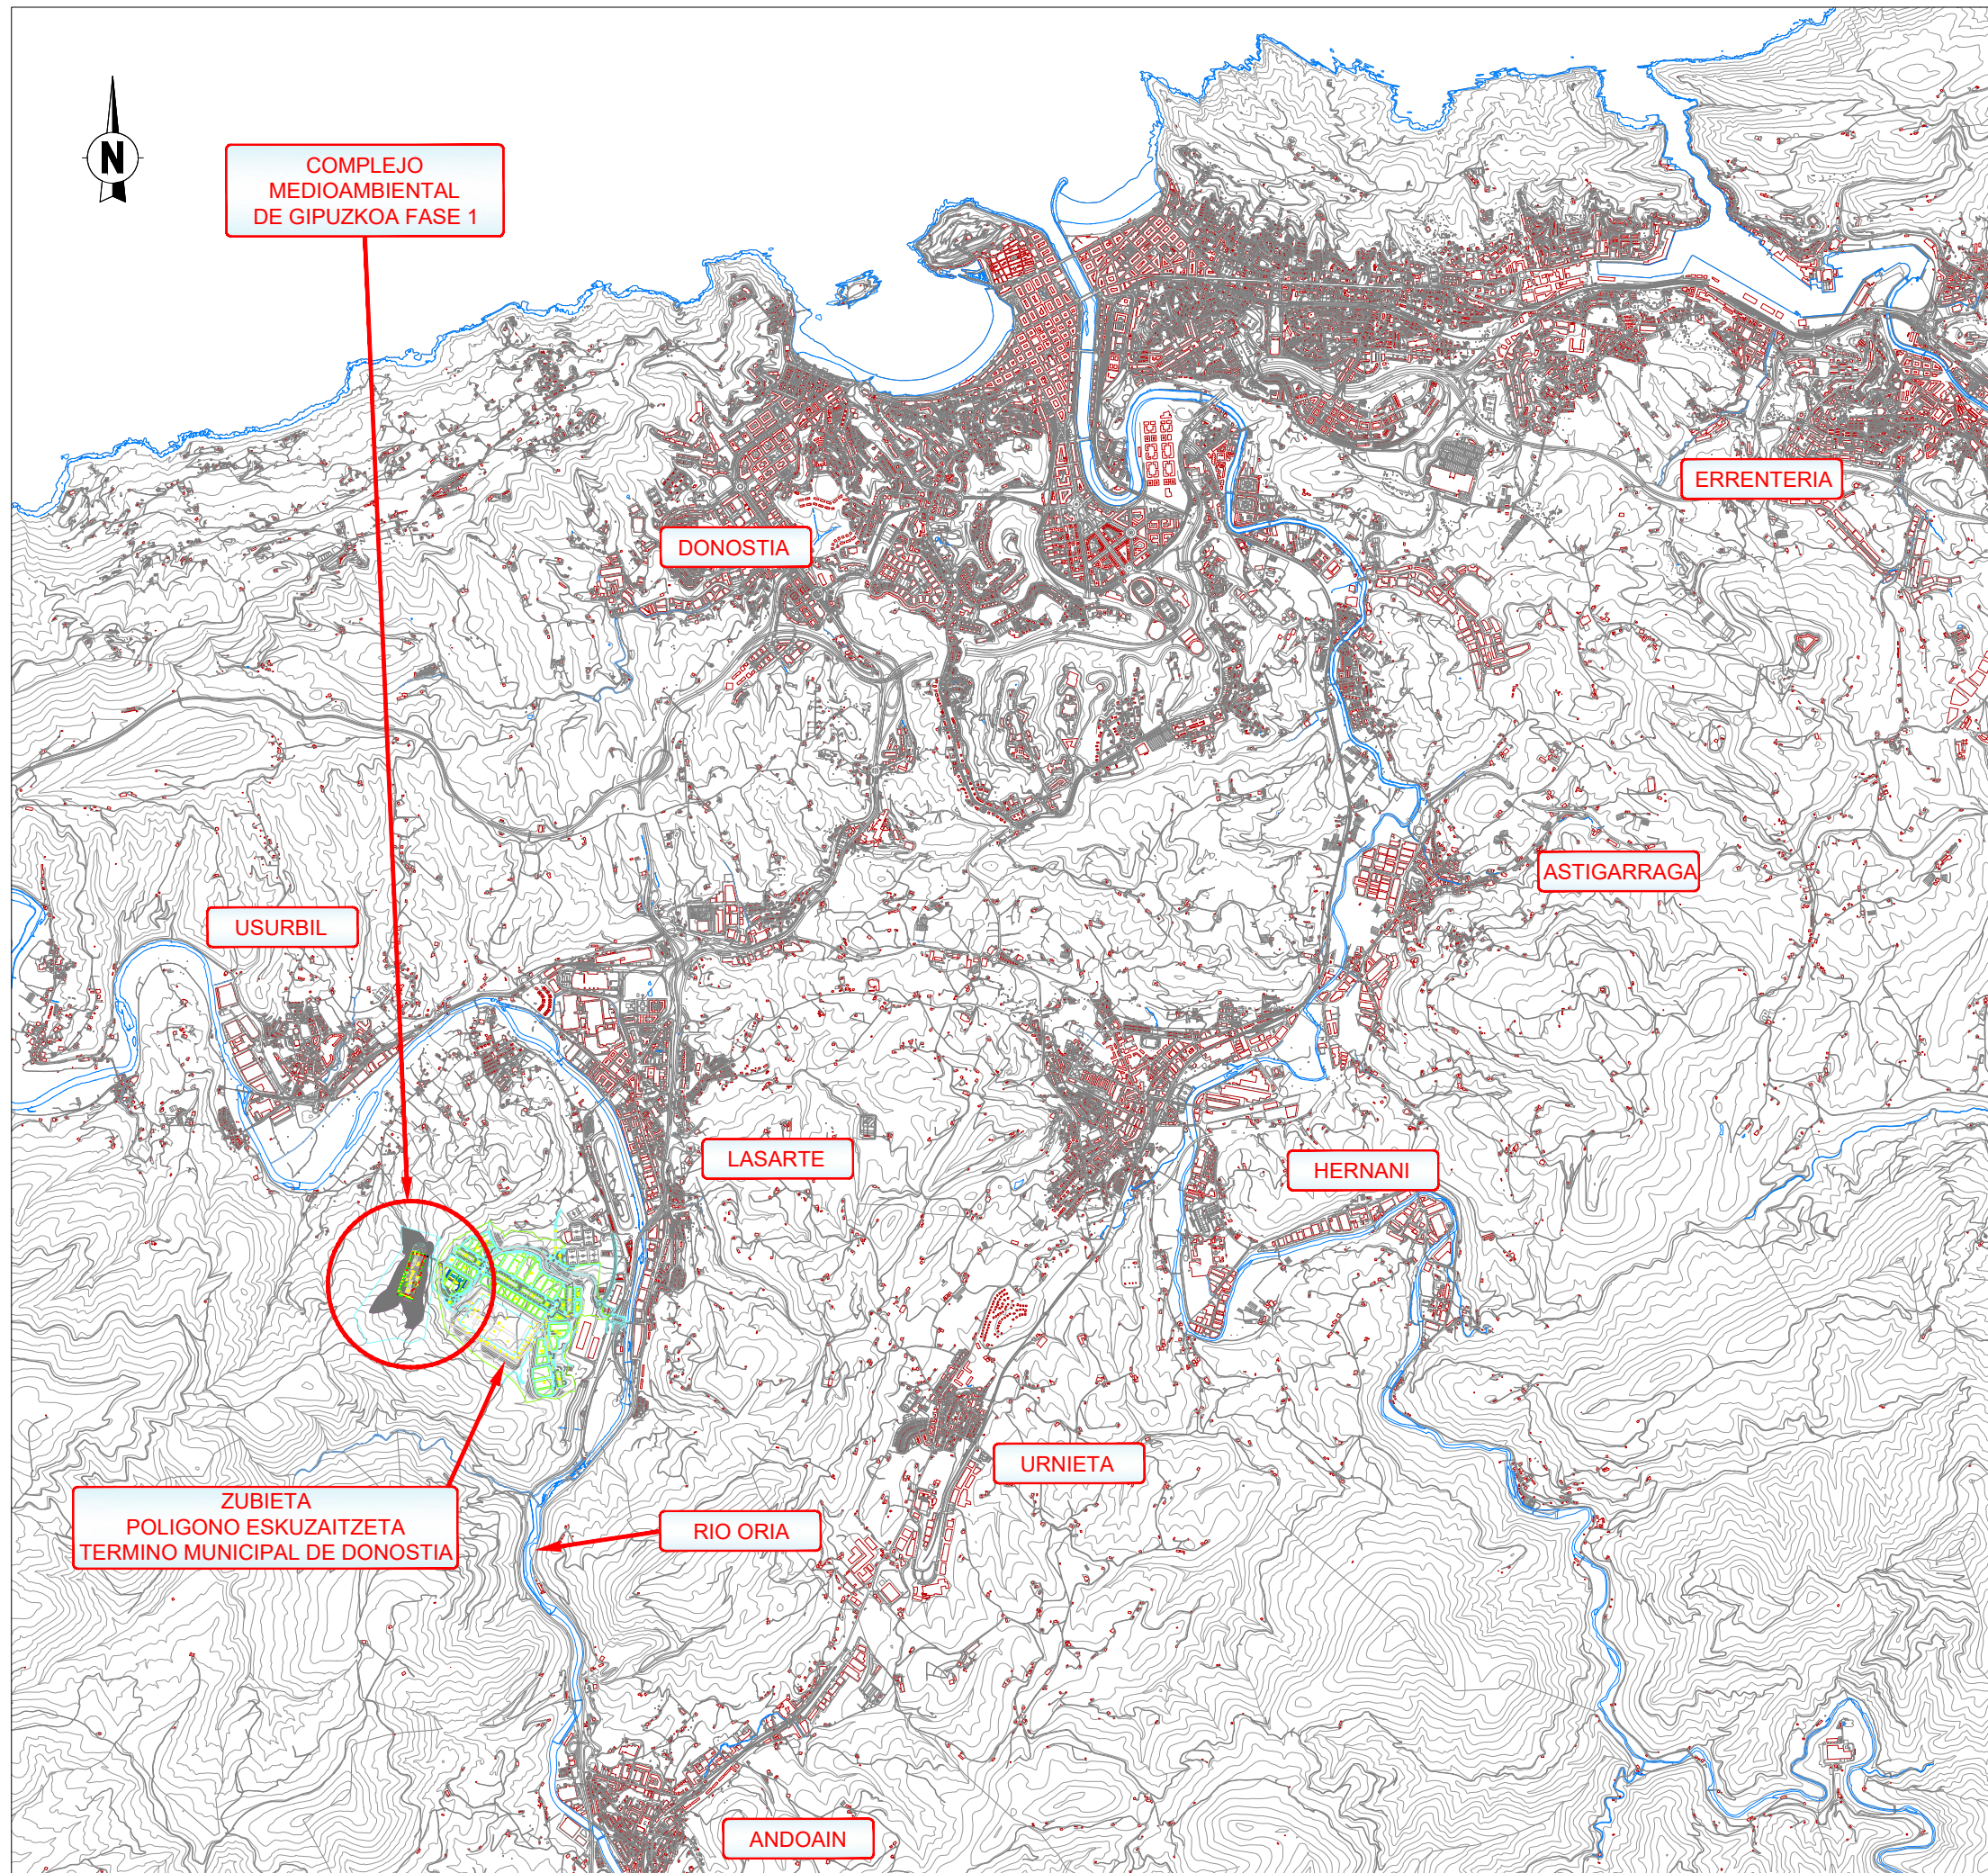 N
COMPLEJO
MEDIOAMBIENTAL
DE GIPUZKOA FASE 1
ERRENTERIA
DONOSTIA
ASTIGARRAGA
USURBIL
LASARTE
HERNANI
URNIETA
ZUBIETA
POLIGONO ESKUZAITZETA
TERMINO MUNICIPAL DE DONOSTIA
RIO ORIA
ANDOAIN